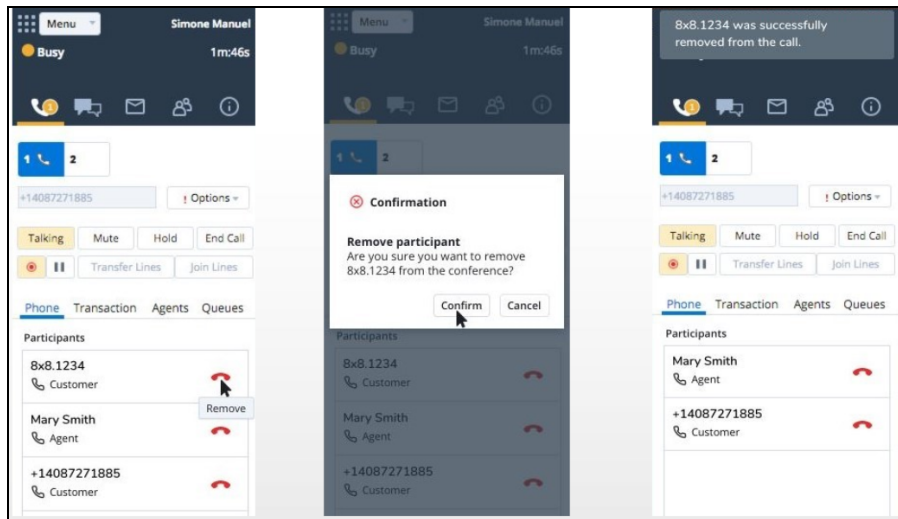 Menu Simone Manuel
Busy 1m:46s
1
1 2
+14087271885 ! Options
Talking Mute Hold End Call
Transfer Lines Join Lines
Phone Transaction Agents Queues
Participants
8x8.1234
Customer
Remove
Mary Smith
Agent
+14087271885
Customer
Menu Simone Manuel
Busy 1m:46s
1
1 2
Confirmation
Remove participant
Are you sure you want to remove
8x8.1234 from the conference?
Confirm Cancel
Participants
8x8.1234
Customer
Mary Smith
Agent
+14087271885
Customer
8x8.1234 was successfully
removed from the call.
1
1 2
+14087271885 ! Options
Talking Mute Hold End Call
Transfer Lines Join Lines
Phone Transaction Agents Queues
Participants
Mary Smith
Agent
+14087271885
Customer